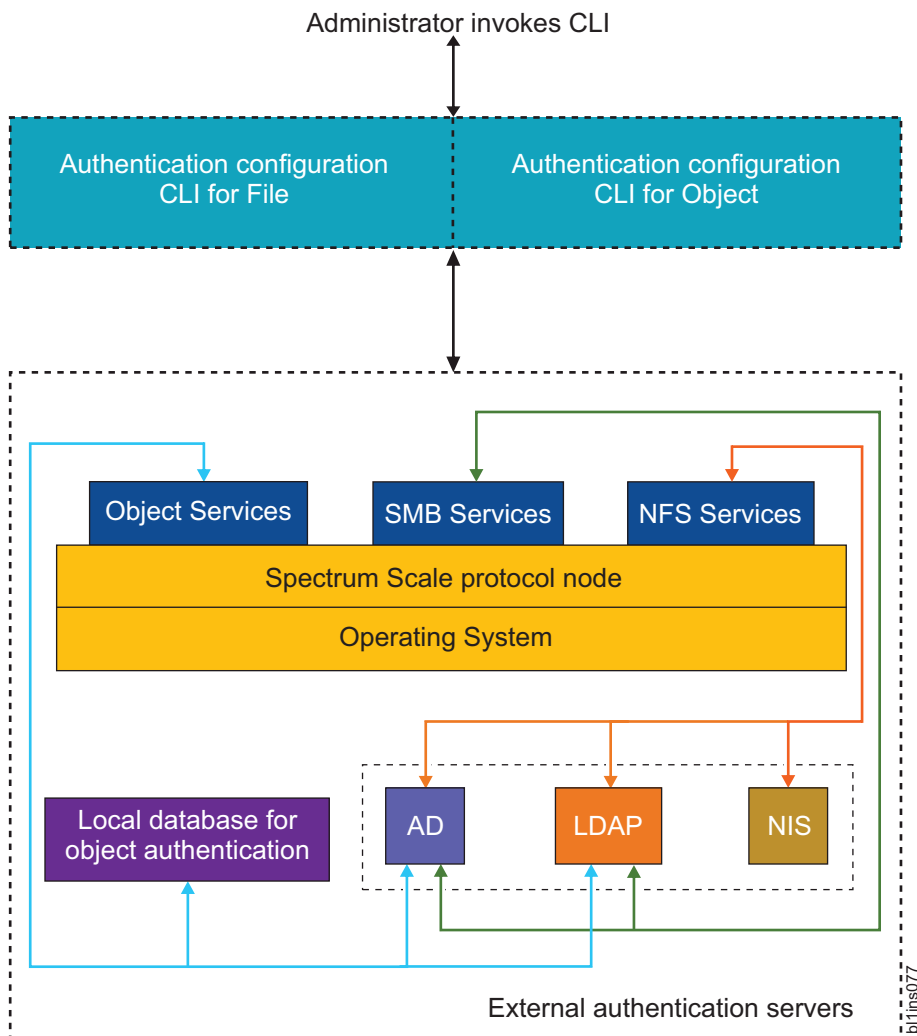 Administrator invokes CLI
Authentication configuration
CLI for File
Authentication configuration
CLI for Object
Object Services
SMB Services
NFS Services
Spectrum Scale protocol node
Operating System
Local database for
object authentication
AD
LDAP
NIS
External authentication servers
bl1ins077